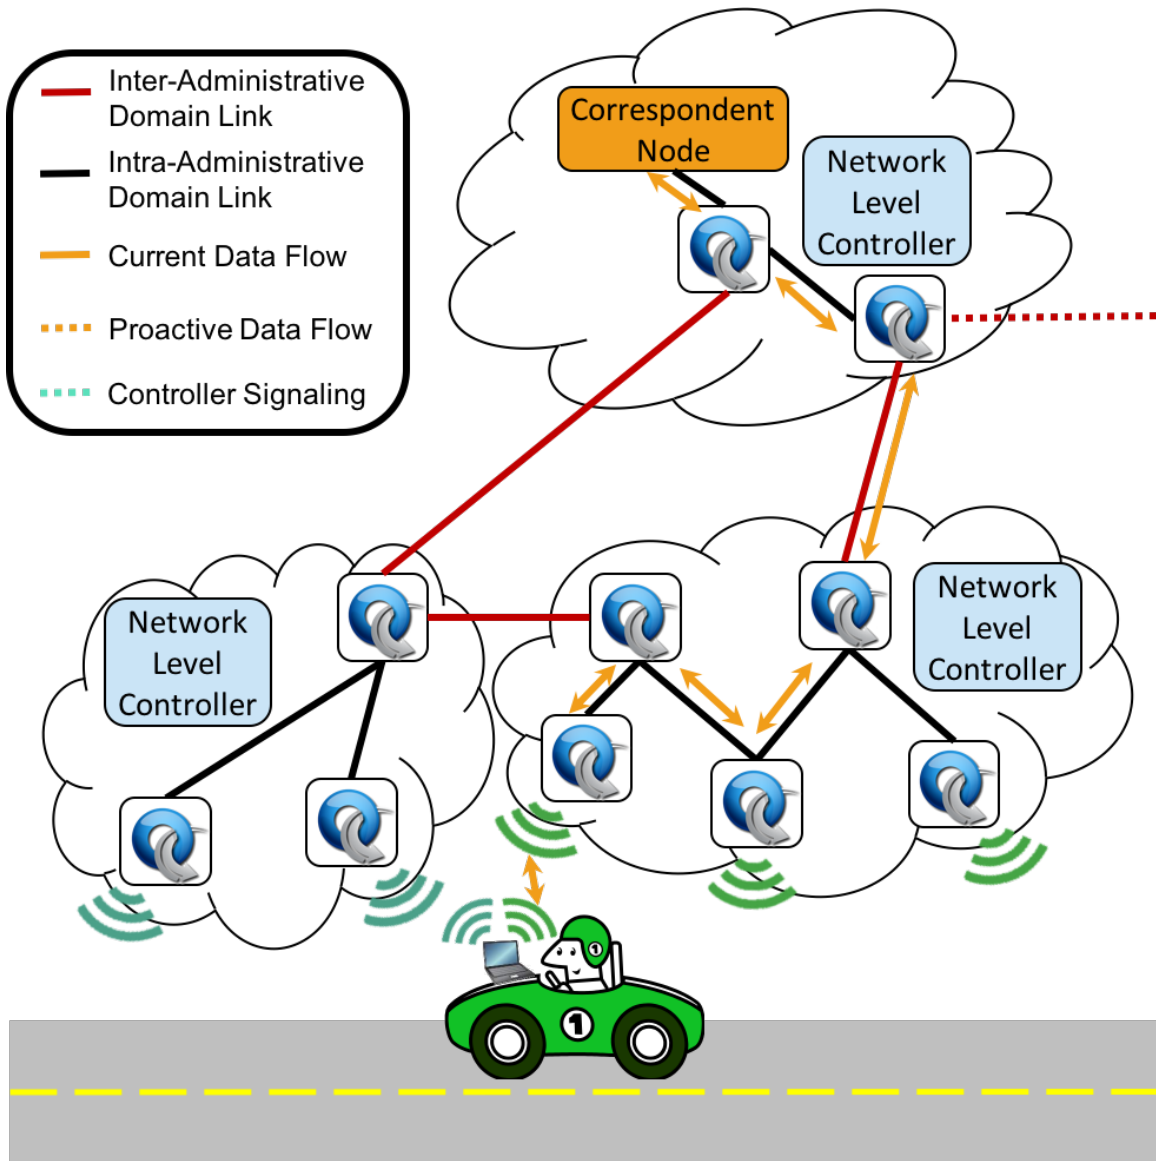 Inter-Administrative
Domain Link
Intra-Administrative
Domain Link
Current Data Flow
Proactive Data Flow
Controller Signaling
Correspondent
Node
Network
Level
Controller
Network
Level
Controller
Network
Level
Controller
1
1